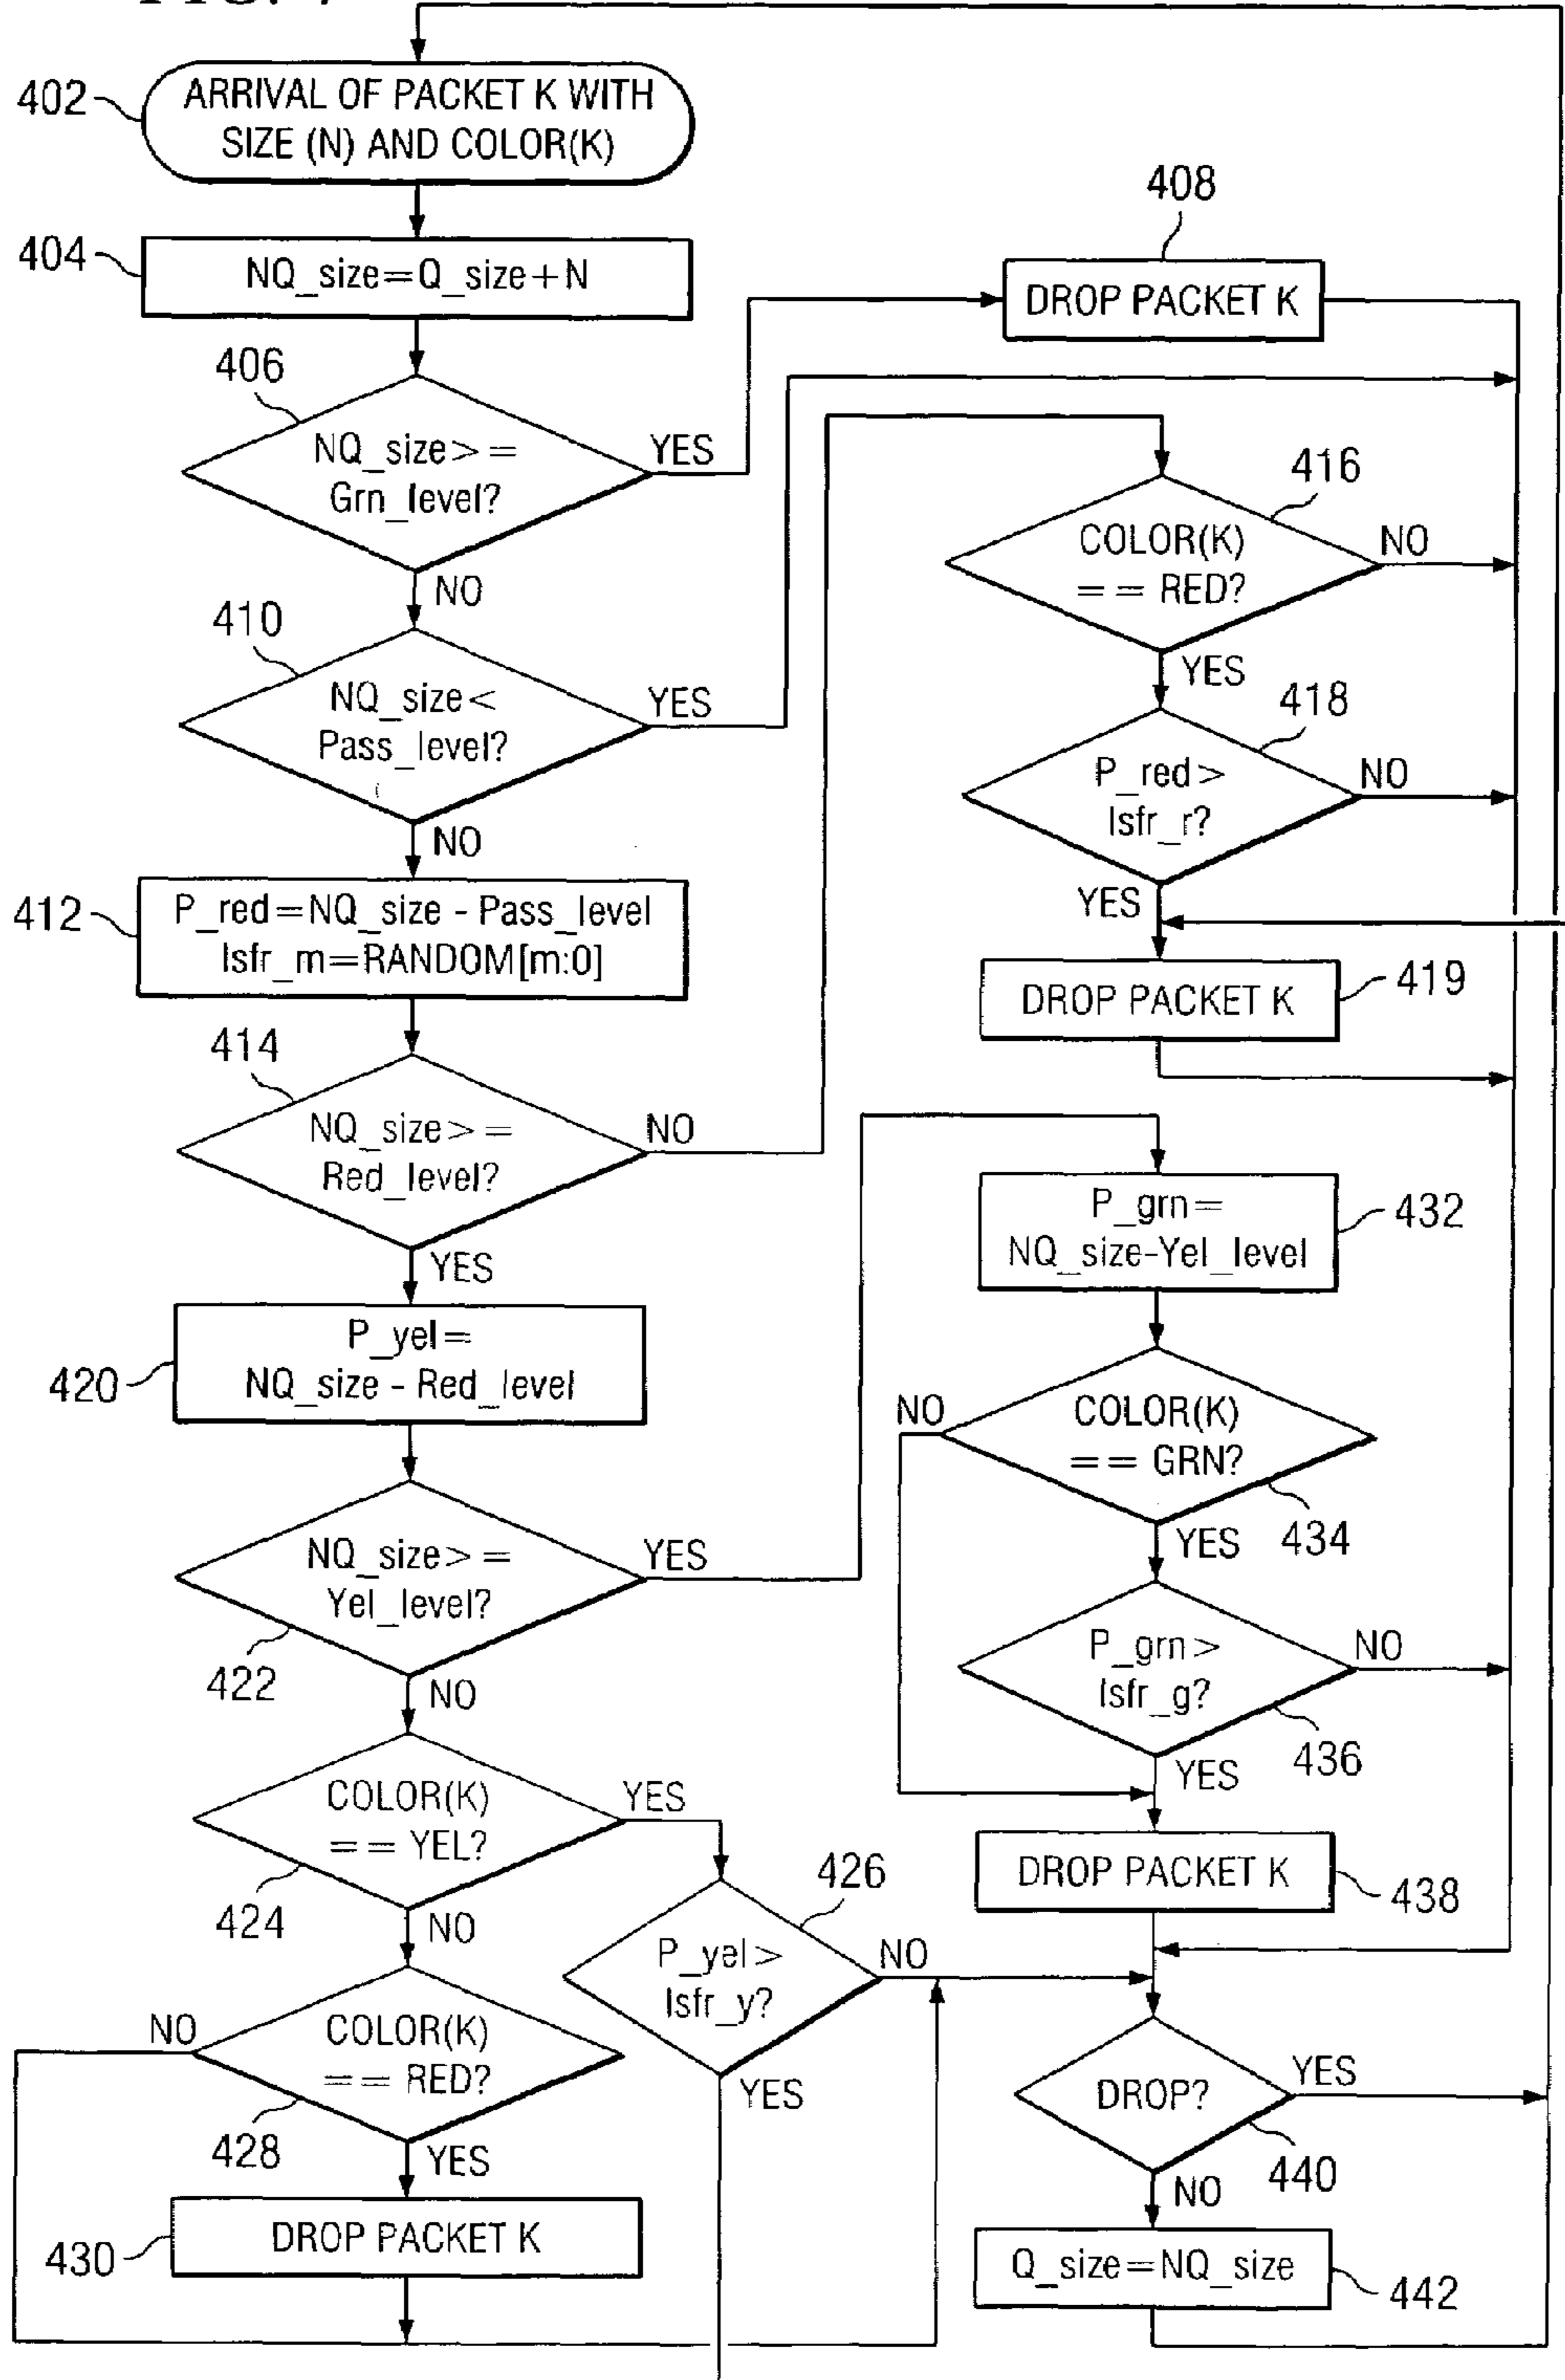 402
ARRIVAL OF PACKET K WITH
SIZE (N) AND COLOR(K)
404
NQ_size=Q_size+N
406
NQ_size>=
Grn_level?
YES
NO
408
DROP PACKET K
410
NQ_size<
Pass_level?
YES
NO
412
P_red=NQ_size - Pass_level
lsfr_m=RANDOM[m:0]
414
NQ_size>=
Red_level?
NO
YES
416
COLOR(K)
== RED?
NO
YES
418
P_red>
lsfr_r?
NO
YES
DROP PACKET K
419
420
P_yel=
NQ_size - Red_level
422
NQ_size>=
Yel_level?
YES
NO
424
COLOR(K)
== YEL?
YES
NO
426
P_yel>
lsfr_y?
NO
YES
428
COLOR(K)
== RED?
NO
YES
430
DROP PACKET K
P_grn=
NQ_size-Yel_level
432
COLOR(K)
== GRN?
NO
YES
434
P_grn>
lsfr_g?
NO
YES
436
DROP PACKET K
438
DROP?
YES
NO
440
Q_size=NQ_size
442